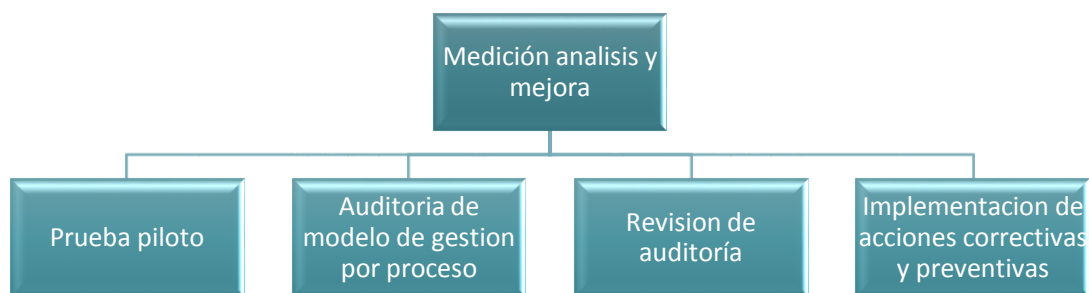 Medición analisis y
mejora
Prueba piloto
Auditoria de
modelo de gestion
por proceso
Revision de
auditoría
Implementacion de
acciones correctivas
y preventivas